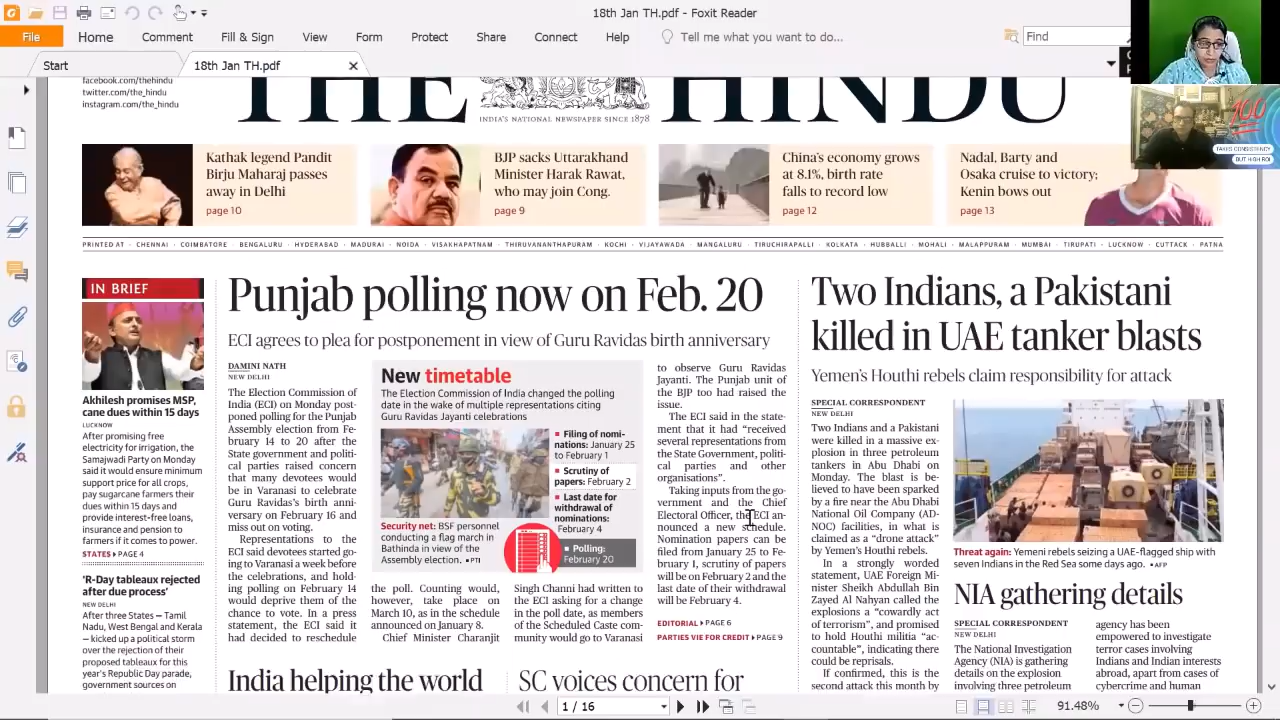 18th Jan TH.pdf - Foxit Reader
File
Home
Comment
Fill & Sign
View
Form
Protect
Share
Connect
Help
Tell me what you want to do...
Find
Start
18th Jan TH.pdf
facebook.com/thehindu
twitter.com/the_hindu
instagram.com/the_hindu
THE HINDU
INDIA'S NATIONAL NEWSPAPER SINCE 1878
100
TAKES CONSISTENCY
BUT HIGH ROI
Kathak legend Pandit
Birju Maharaj passes
away in Delhi
page 10
BJP sacks Uttarakhand
Minister Harak Rawat,
who may join Cong.
page 9
China's economy grows
at 8.1%, birth rate
falls to record low
page 12
Nadal, Barty and
Osaka cruise to victory;
Kenin bows out
page 13
PRINTED AT · CHENNAI · COIMBATORE · BENGALURU · HYDERABAD · MADURAI · NOIDA · VISAKHAPATNAM · THIRUVANANTHAPURAM · KOCHI · VIJAYAWADA · MANGALURU · TIRUCHIRAPALLI · KOLKATA · HUBBALLI · MOHALI · MALAPPURAM · MUMBAI · TIRUPATI · LUCKNOW · CUTTACK · PATNA
IN BRIEF
Akhilesh promises MSP,
cane dues within 15 days
LUCKNOW
After promising free
electricity for irrigation, the
Samajwadi Party on Monday
said it would ensure minimum
support price for all crops,
pay sugarcane farmers their
dues within 15 days and
provide interest-free loans,
insurance and pension to
farmers if it comes to power.
STATES PAGE 4
'R-Day tableaux rejected
after due process'
NEW DELHI
After three States — Tamil
Nadu, West Bengal and Kerala
— kicked up a political storm
over the rejection of their
proposed tableaux for this
year's Republic Day parade,
government sources on
Punjab polling now on Feb. 20
ECI agrees to plea for postponement in view of Guru Ravidas birth anniversary
DAMINI NATH
NEW DELHI
The Election Commission of
India (ECI) on Monday post-
poned polling for the Punjab
Assembly election from Fe-
bruary 14 to 20 after the
State government and politi-
cal parties raised concern
that many devotees would
be in Varanasi to celebrate
Guru Ravidas's birth anni-
versary on February 16 and
miss out on voting.
Representations to the
ECI said devotees started go-
ing to Varanasi a week before
the celebrations, and hold-
ing polling on February 14
would deprive them of the
chance to vote. In a press
statement, the ECI said it
had decided to reschedule
New timetable
The Election Commission of India changed the polling
date in the wake of multiple representations citing
Guru Ravidas Jayanti celebrations
Filing of nomi-
nations: January 25
to February 1
Scrutiny of
papers: February 2
Last date for
withdrawal of
nominations:
February 4
Polling:
February 20
Security net: BSF personnel
conducting a flag march in
Bathinda in view of the
Assembly election. PTI
the poll. Counting would,
however, take place on
March 10, as in the schedule
announced on January 8.
Chief Minister Charanjit
Singh Channi had written to
the ECI asking for a change
in the poll date, as members
of the Scheduled Caste com-
munity would go to Varanasi
to observe Guru Ravidas
Jayanti. The Punjab unit of
the BJP too had raised the
issue.
The ECI said in the state-
ment that it had "received
several representations from
the State Government, politi-
cal parties and other
organisations".
Taking inputs from the go-
vernment and the Chief
Electoral Officer, the ECI an-
nounced a new schedule.
Nomination papers can be
filed from January 25 to Fe-
bruary 1, scrutiny of papers
will be on February 2 and the
last date of their withdrawal
will be February 4.
EDITORIAL PAGE 6
PARTIES VIE FOR CREDIT PAGE 9
Two Indians, a Pakistani
killed in UAE tanker blasts
Yemen's Houthi rebels claim responsibility for attack
SPECIAL CORRESPONDENT
NEW DELHI
Two Indians and a Pakistani
were killed in a massive ex-
plosion in three petroleum
tankers in Abu Dhabi on
Monday. The blast is be-
lieved to have been sparked
by a fire near the Abu Dhabi
National Oil Company (AD-
NOC) facilities, in what is
claimed as a "drone attack"
by Yemen's Houthi rebels.
In a strongly worded
statement, UAE Foreign Mi-
nister Sheikh Abdullah Bin
Zayed Al Nahyan called the
explosions a "cowardly act
of terrorism", and promised
to hold Houthi militia "ac-
countable", indicating there
could be reprisals.
If confirmed, this is the
second attack this month by
Threat again: Yemeni rebels seizing a UAE-flagged ship with
seven Indians in the Red Sea some days ago. AFP
NIA gathering details
SPECIAL CORRESPONDENT
NEW DELHI
The National Investigation
Agency (NIA) is gathering
details on the explosion
involving three petroleum
agency has been
empowered to investigate
terror cases involving
Indians and Indian interests
abroad, apart from cases of
cybercrime and human
India helping the world
SC voices concern for
1 / 16
91.48%